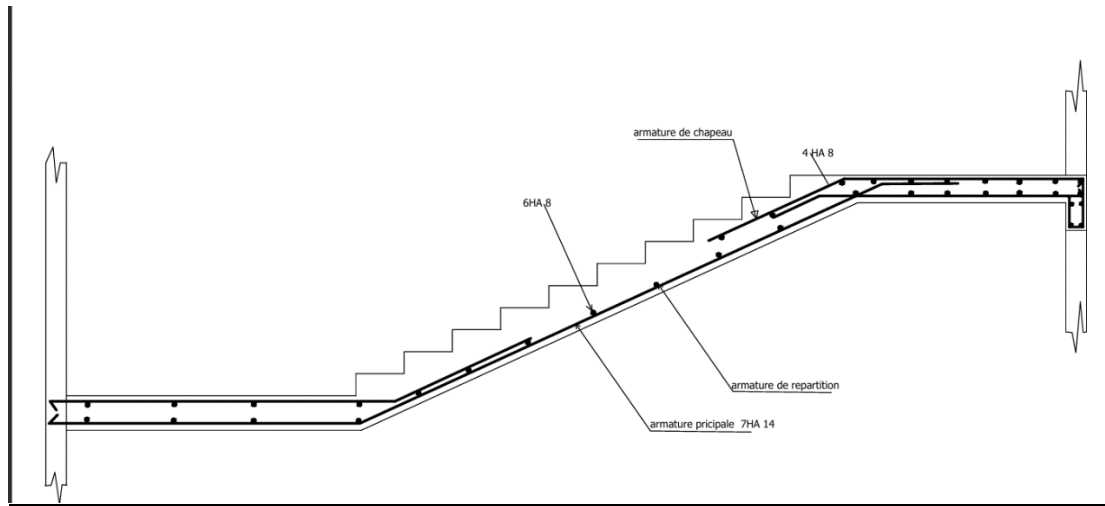 armature de chapeau
4 HA 8
6HA 8
armature de repartition
armature pricipale 7HA 14